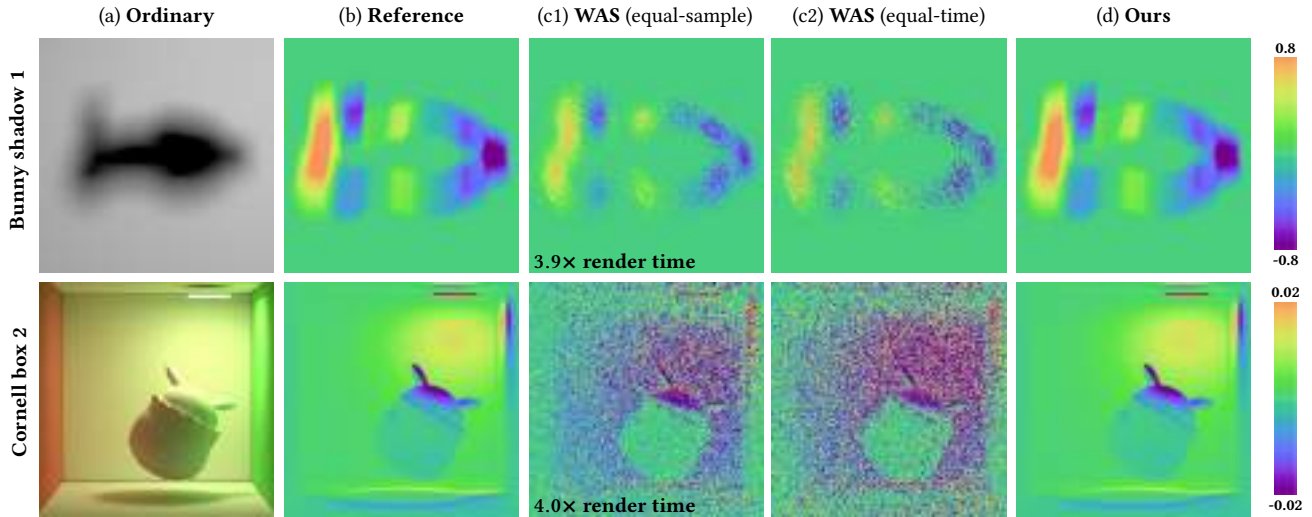 (a) Ordinary
(b) Reference
(c1) WAS (equal-sample)
(c2) WAS (equal-time)
(d) Ours
Bunny shadow 1
3.9× render time
0.8
-0.8
Cornell box 2
4.0× render time
0.02
-0.02